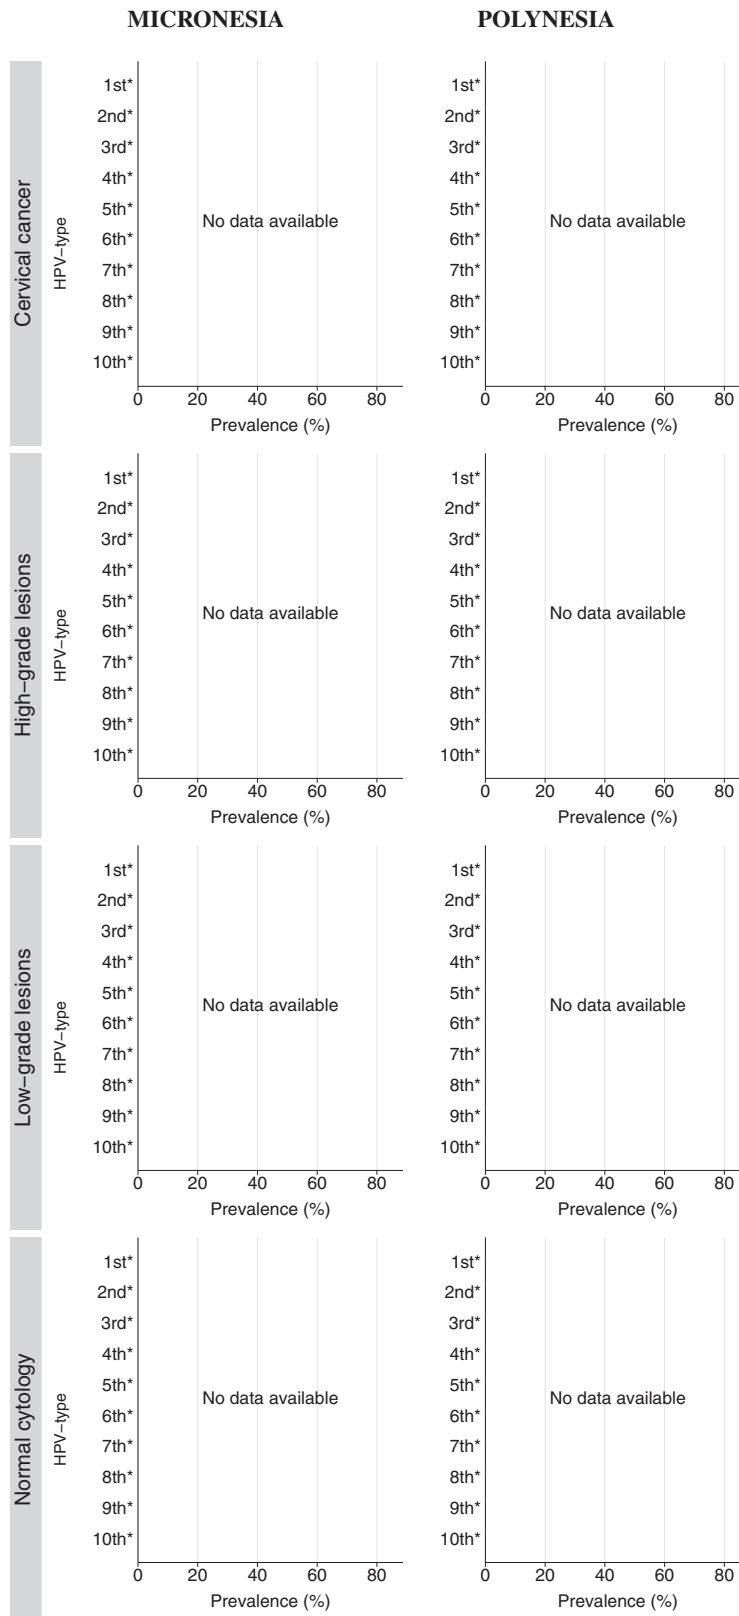 MICRONESIA POLYNESIA
Cervical cancer
HPV−type
1st* 1st*
2nd* 2nd*
3rd* 3rd*
4th* 4th*
5th* 5th*
No data available No data available
6th* 6th*
7th* 7th*
8th* 8th*
9th* 9th*
10th* 10th*
0 20 40 60 80 0 20 40 60 80
Prevalence (%) Prevalence (%)
High−grade lesions
HPV−type
1st* 1st*
2nd* 2nd*
3rd* 3rd*
4th* 4th*
5th* 5th*
No data available No data available
6th* 6th*
7th* 7th*
8th* 8th*
9th* 9th*
10th* 10th*
0 20 40 60 80 0 20 40 60 80
Prevalence (%) Prevalence (%)
Low−grade lesions
HPV−type
1st* 1st*
2nd* 2nd*
3rd* 3rd*
4th* 4th*
5th* 5th*
No data available No data available
6th* 6th*
7th* 7th*
8th* 8th*
9th* 9th*
10th* 10th*
0 20 40 60 80 0 20 40 60 80
Prevalence (%) Prevalence (%)
Normal cytology
HPV−type
1st* 1st*
2nd* 2nd*
3rd* 3rd*
4th* 4th*
5th* 5th*
No data available No data available
6th* 6th*
7th* 7th*
8th* 8th*
9th* 9th*
10th* 10th*
0 20 40 60 80 0 20 40 60 80
Prevalence (%) Prevalence (%)